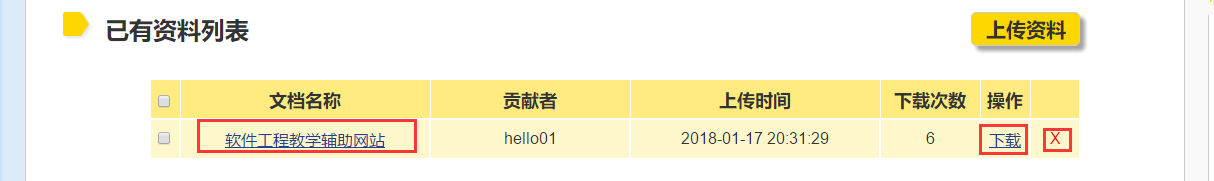 已有资料列表 上传资料
文档名称 贡献者 上传时间 下载次数 操作
软件工程教学辅助网站 hello01 2018-01-17 20:31:29 6 下载 X